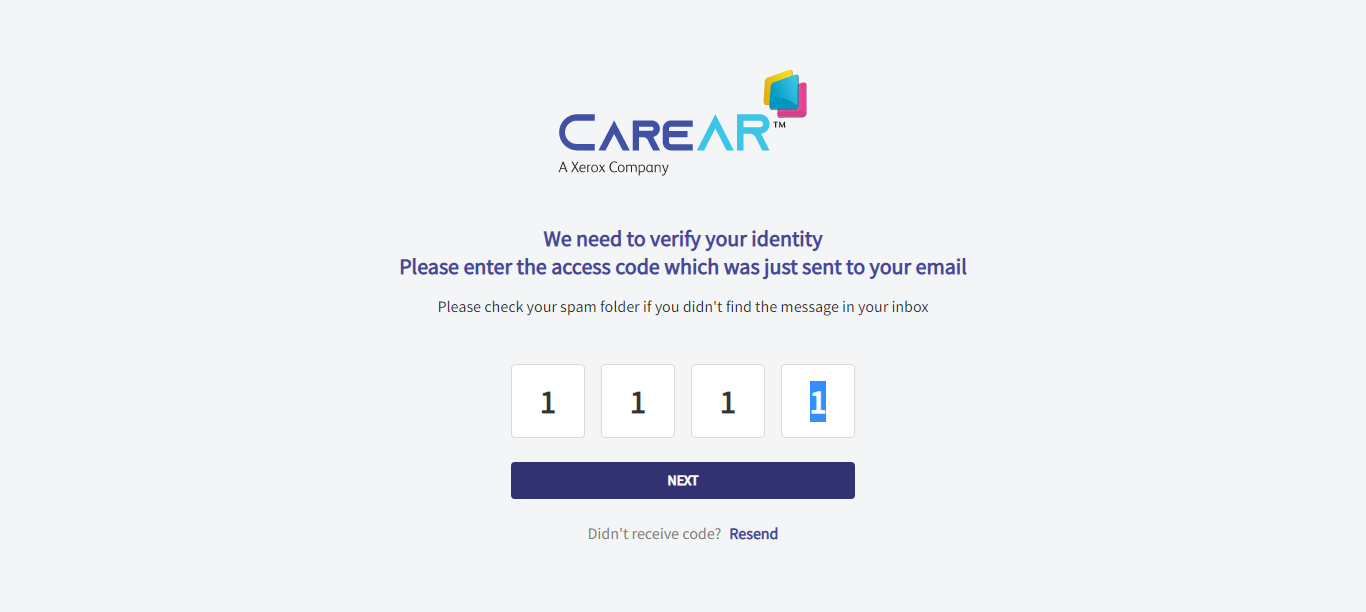 CAREAR™
A Xerox Company
We need to verify your identity
Please enter the access code which was just sent to your email
Please check your spam folder if you didn't find the message in your inbox
1 1 1 1
NEXT
Didn't receive code? Resend